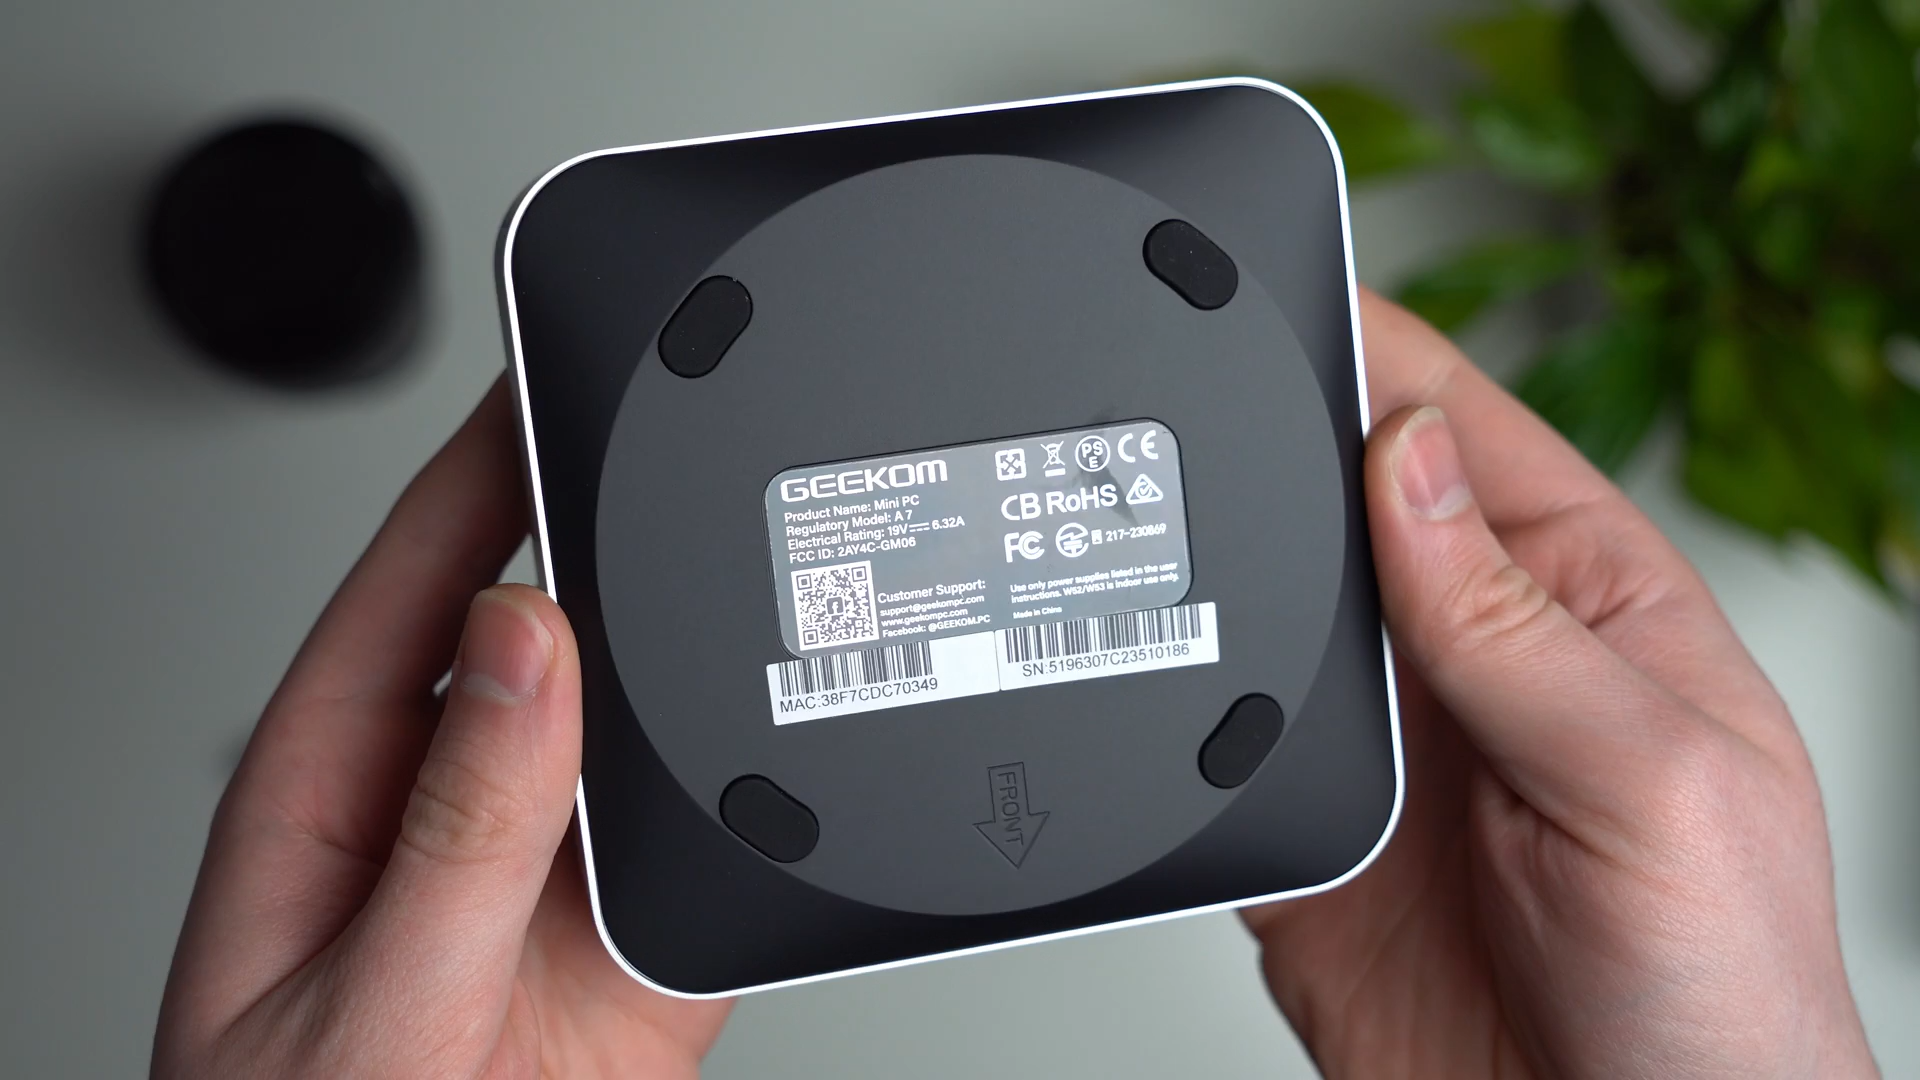 GEEKOM
Product Name: Mini PC
Regulatory Model: A 7
Electrical Rating: 19V⎓6.32A
FCC ID: 2AY4C-GM06
Customer Support:
support@geekompc.com
www.geekompc.com
Facebook: @GEEKOM.PC
PS
E
CE
CB RoHS
FC
R 217-230869
Use only power supplies listed in the user
instructions. W52/W53 is indoor use only.
Made in China
MAC:38F7CDC70349
SN:5196307C23510186
FRONT